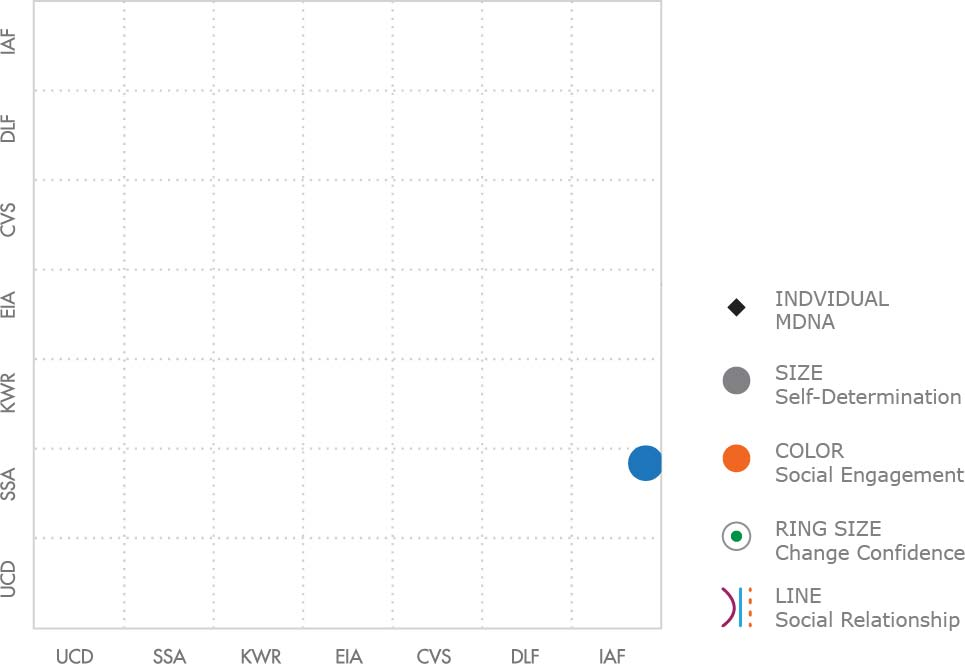 IAF
DLF
CVS
EIA
KWR
SSA
UCD
UCD SSA KWR EIA CVS DLF IAF
INDVIDUAL
MDNA
SIZE
Self-Determination
COLOR
Social Engagement
RING SIZE
Change Confidence
LINE
Social Relationship